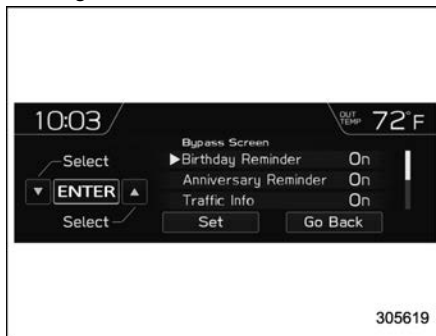 10:03
OUT TEMP 72°F
Bypass Screen
Select
▶Birthday Reminder On
▼ ENTER ▲
Anniversary Reminder On
Traffic Info On
Select
Set Go Back
305619